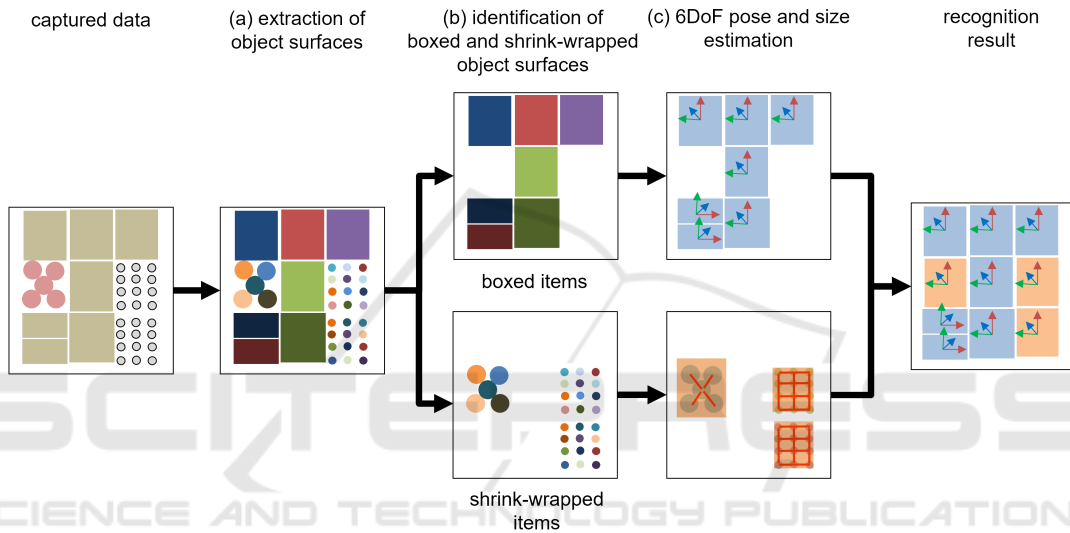 captured data
(a) extraction of
object surfaces
(b) identification of
boxed and shrink-wrapped
object surfaces
(c) 6DoF pose and size
estimation
recognition
result
boxed items
shrink-wrapped
items
SCITEPRESS
SCIENCE AND TECHNOLOGY PUBLICATIONS